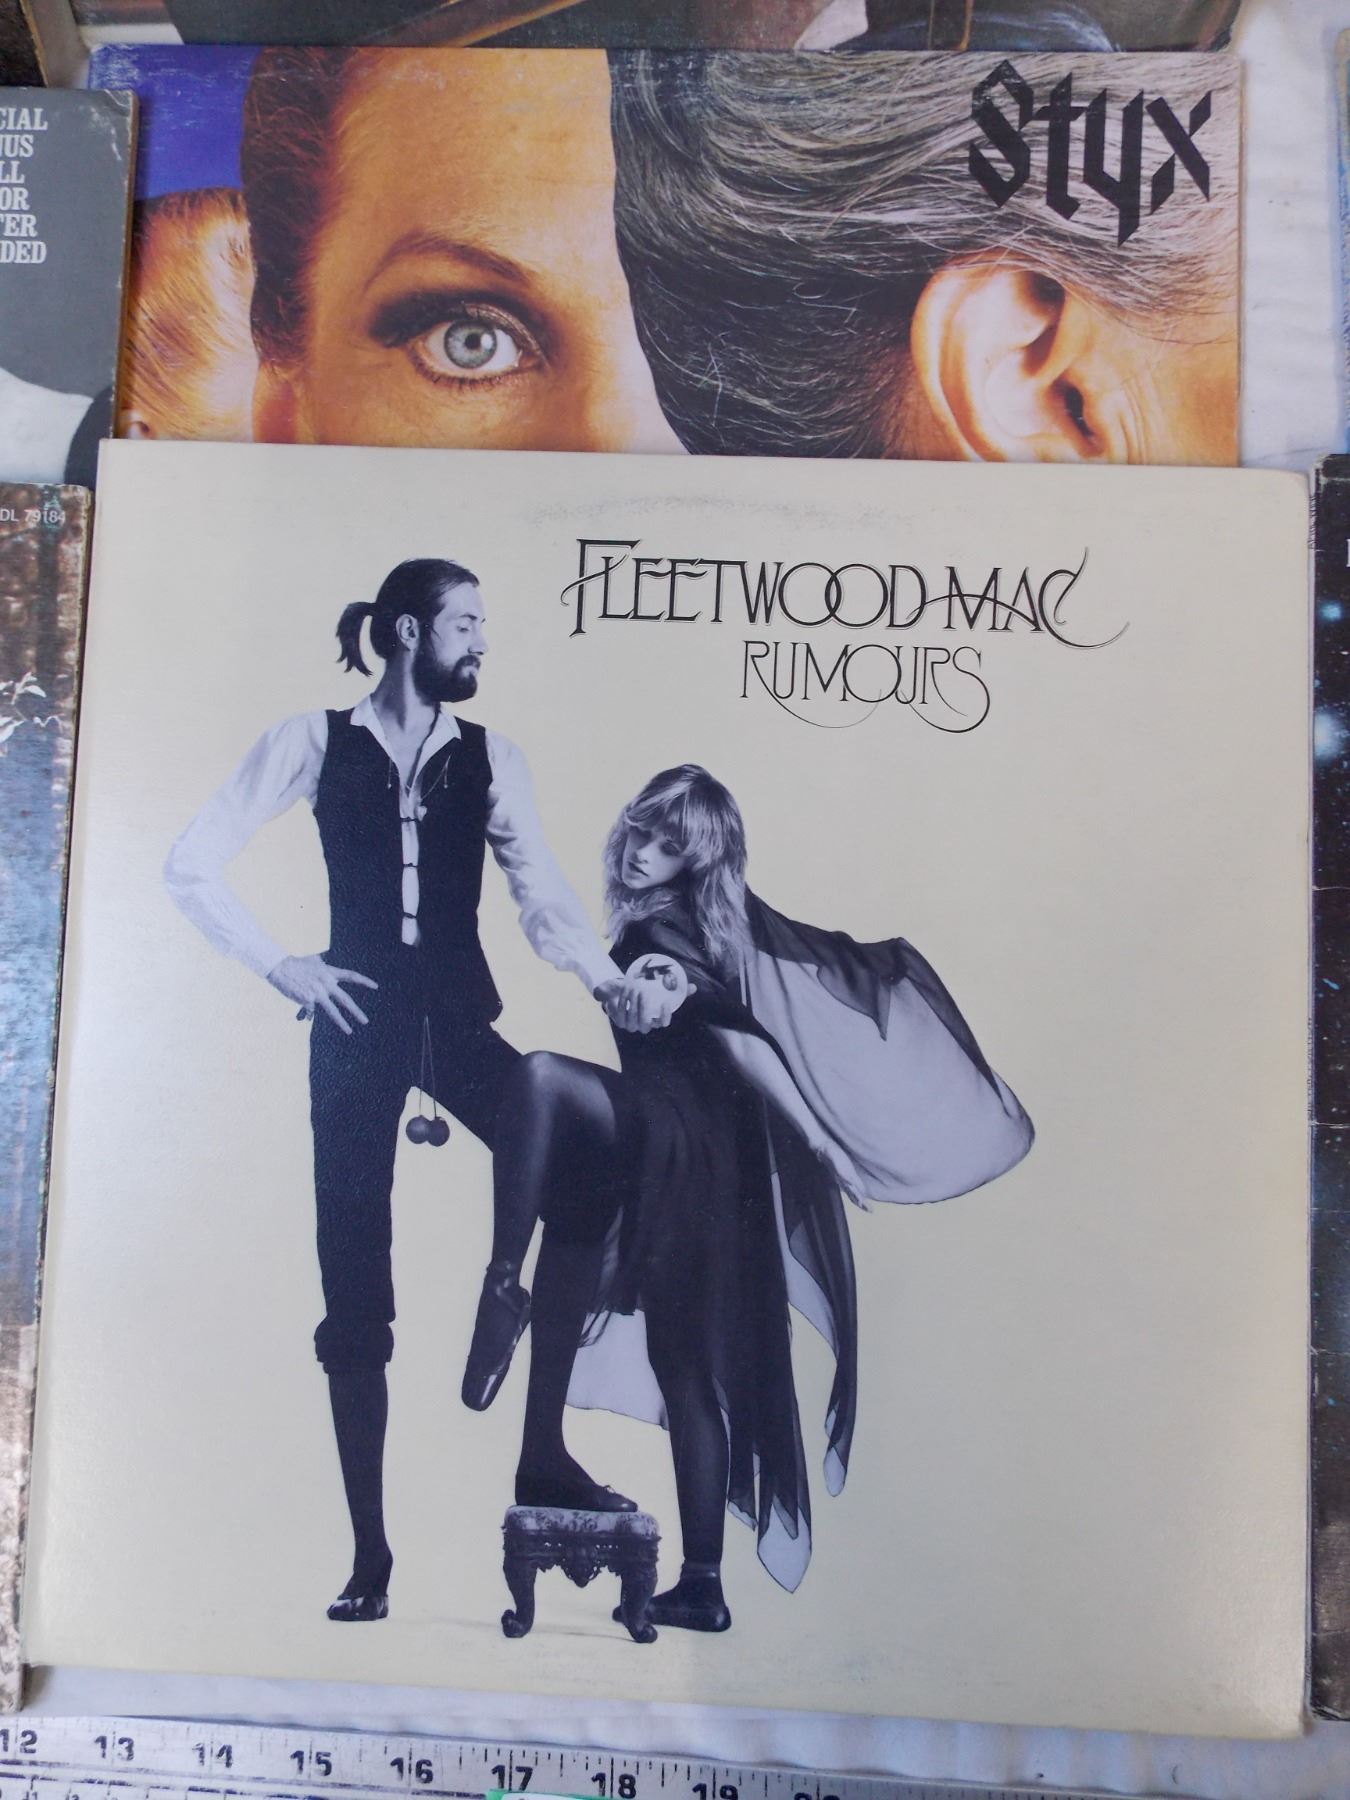 CIAL
NUS
LL
OR
TER
DED
Styx
DL 79184
FLEETWOOD MAC
RUMOURS
12 13 14 15 16 17 18 19